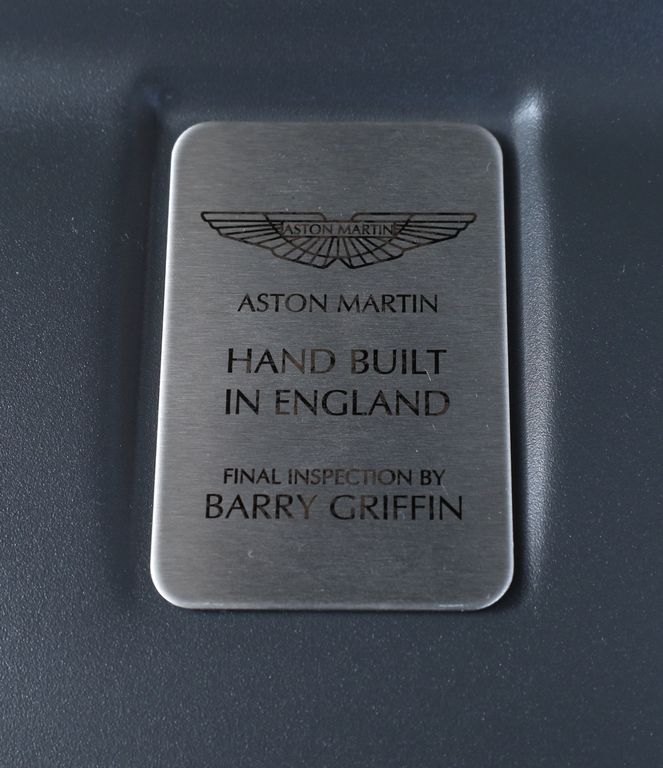 ASTON MARTIN
ASTON MARTIN
HAND BUILT
IN ENGLAND
FINAL INSPECTION BY
BARRY GRIFFIN